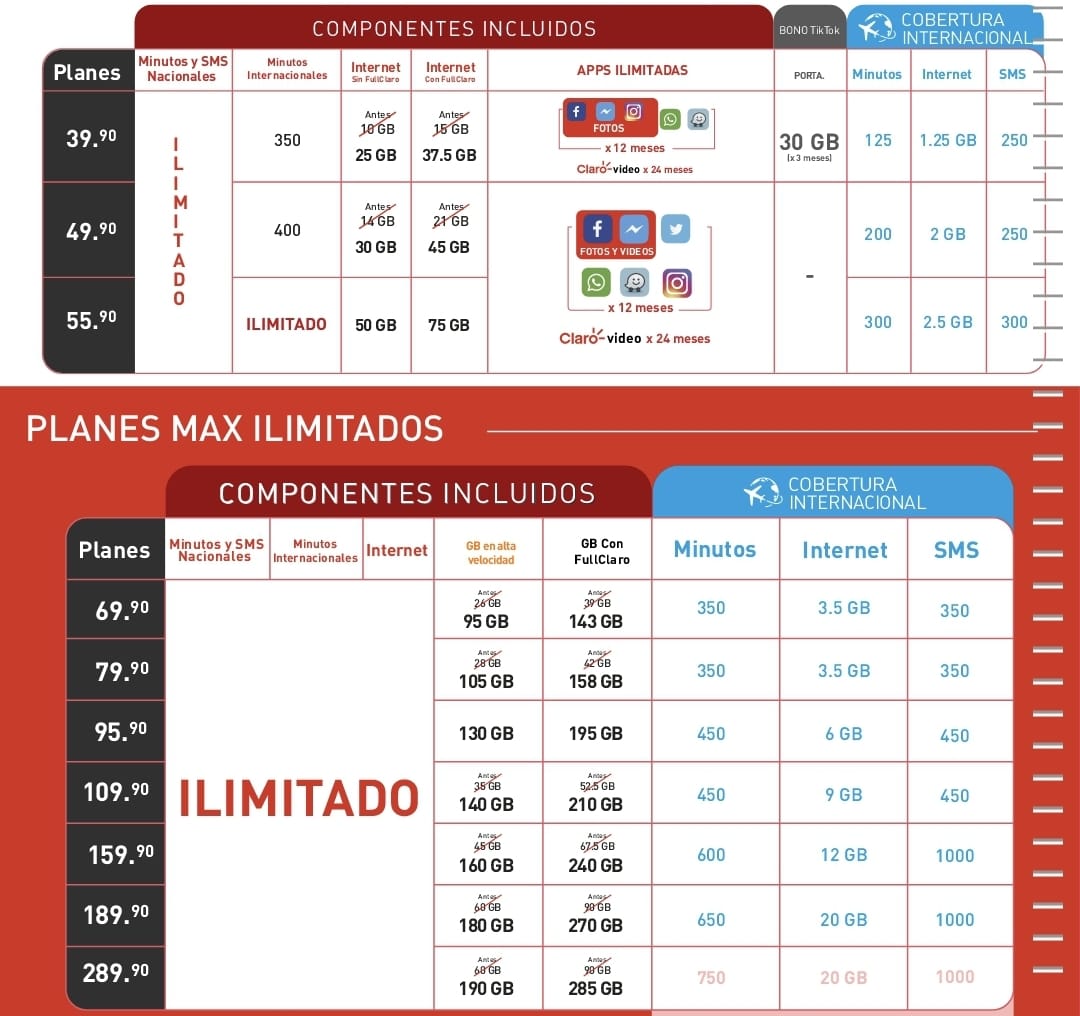 COMPONENTES INCLUIDOS
BONO TikTok
COBERTURA
INTERNACIONAL
Planes
Minutos y SMS
Nacionales
Minutos
Internacionales
Internet
Sin FullClaro
Internet
Con FullClaro
APPS ILIMITADAS
PORTA.
Minutos
Internet
SMS
ILIMITADO
39.90
350
Antes
10 GB
25 GB
Antes
15 GB
37.5 GB
FOTOS
x 12 meses
Claro-video x 24 meses
30 GB
(x 3 meses)
125
1.25 GB
250
49.90
400
Antes
14 GB
30 GB
Antes
21 GB
45 GB
FOTOS Y VIDEOS
x 12 meses
Claro-video x 24 meses
-
200
2 GB
250
55.90
ILIMITADO
50 GB
75 GB
300
2.5 GB
300
PLANES MAX ILIMITADOS
COMPONENTES INCLUIDOS
COBERTURA
INTERNACIONAL
Planes
Minutos y SMS
Nacionales
Minutos
Internacionales
Internet
GB en alta
velocidad
GB Con
FullClaro
Minutos
Internet
SMS
ILIMITADO
69.90
Antes
26 GB
95 GB
Antes
39 GB
143 GB
350
3.5 GB
350
79.90
Antes
28 GB
105 GB
Antes
42 GB
158 GB
350
3.5 GB
350
95.90
130 GB
195 GB
450
6 GB
450
109.90
Antes
35 GB
140 GB
Antes
52.5 GB
210 GB
450
9 GB
450
159.90
Antes
45 GB
160 GB
Antes
67.5 GB
240 GB
600
12 GB
1000
189.90
Antes
60 GB
180 GB
Antes
90 GB
270 GB
650
20 GB
1000
289.90
Antes
60 GB
190 GB
Antes
90 GB
285 GB
750
20 GB
1000